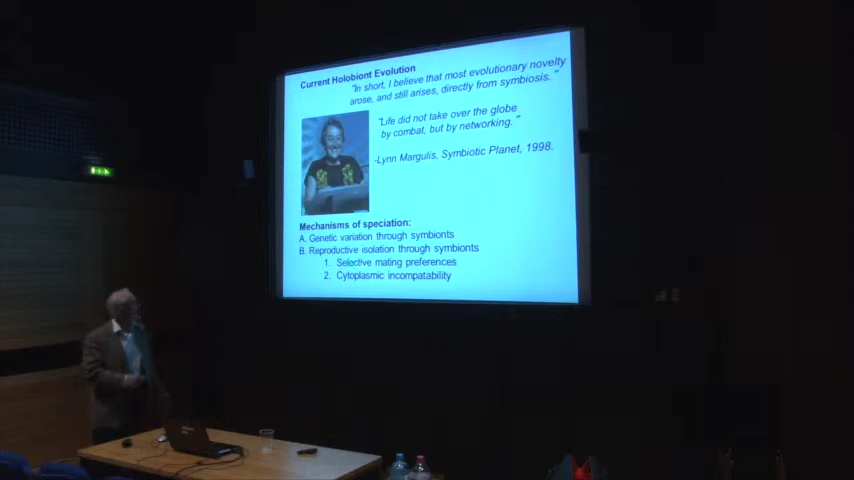 Current Holobiont Evolution
"In short, I believe that most evolutionary novelty
arose, and still arises, directly from symbiosis."
"Life did not take over the globe
by combat, but by networking."
-Lynn Margulis, Symbiotic Planet, 1998.
Mechanisms of speciation:
A. Genetic variation through symbionts
B. Reproductive isolation through symbionts
1. Selective mating preferences
2. Cytoplasmic incompatability